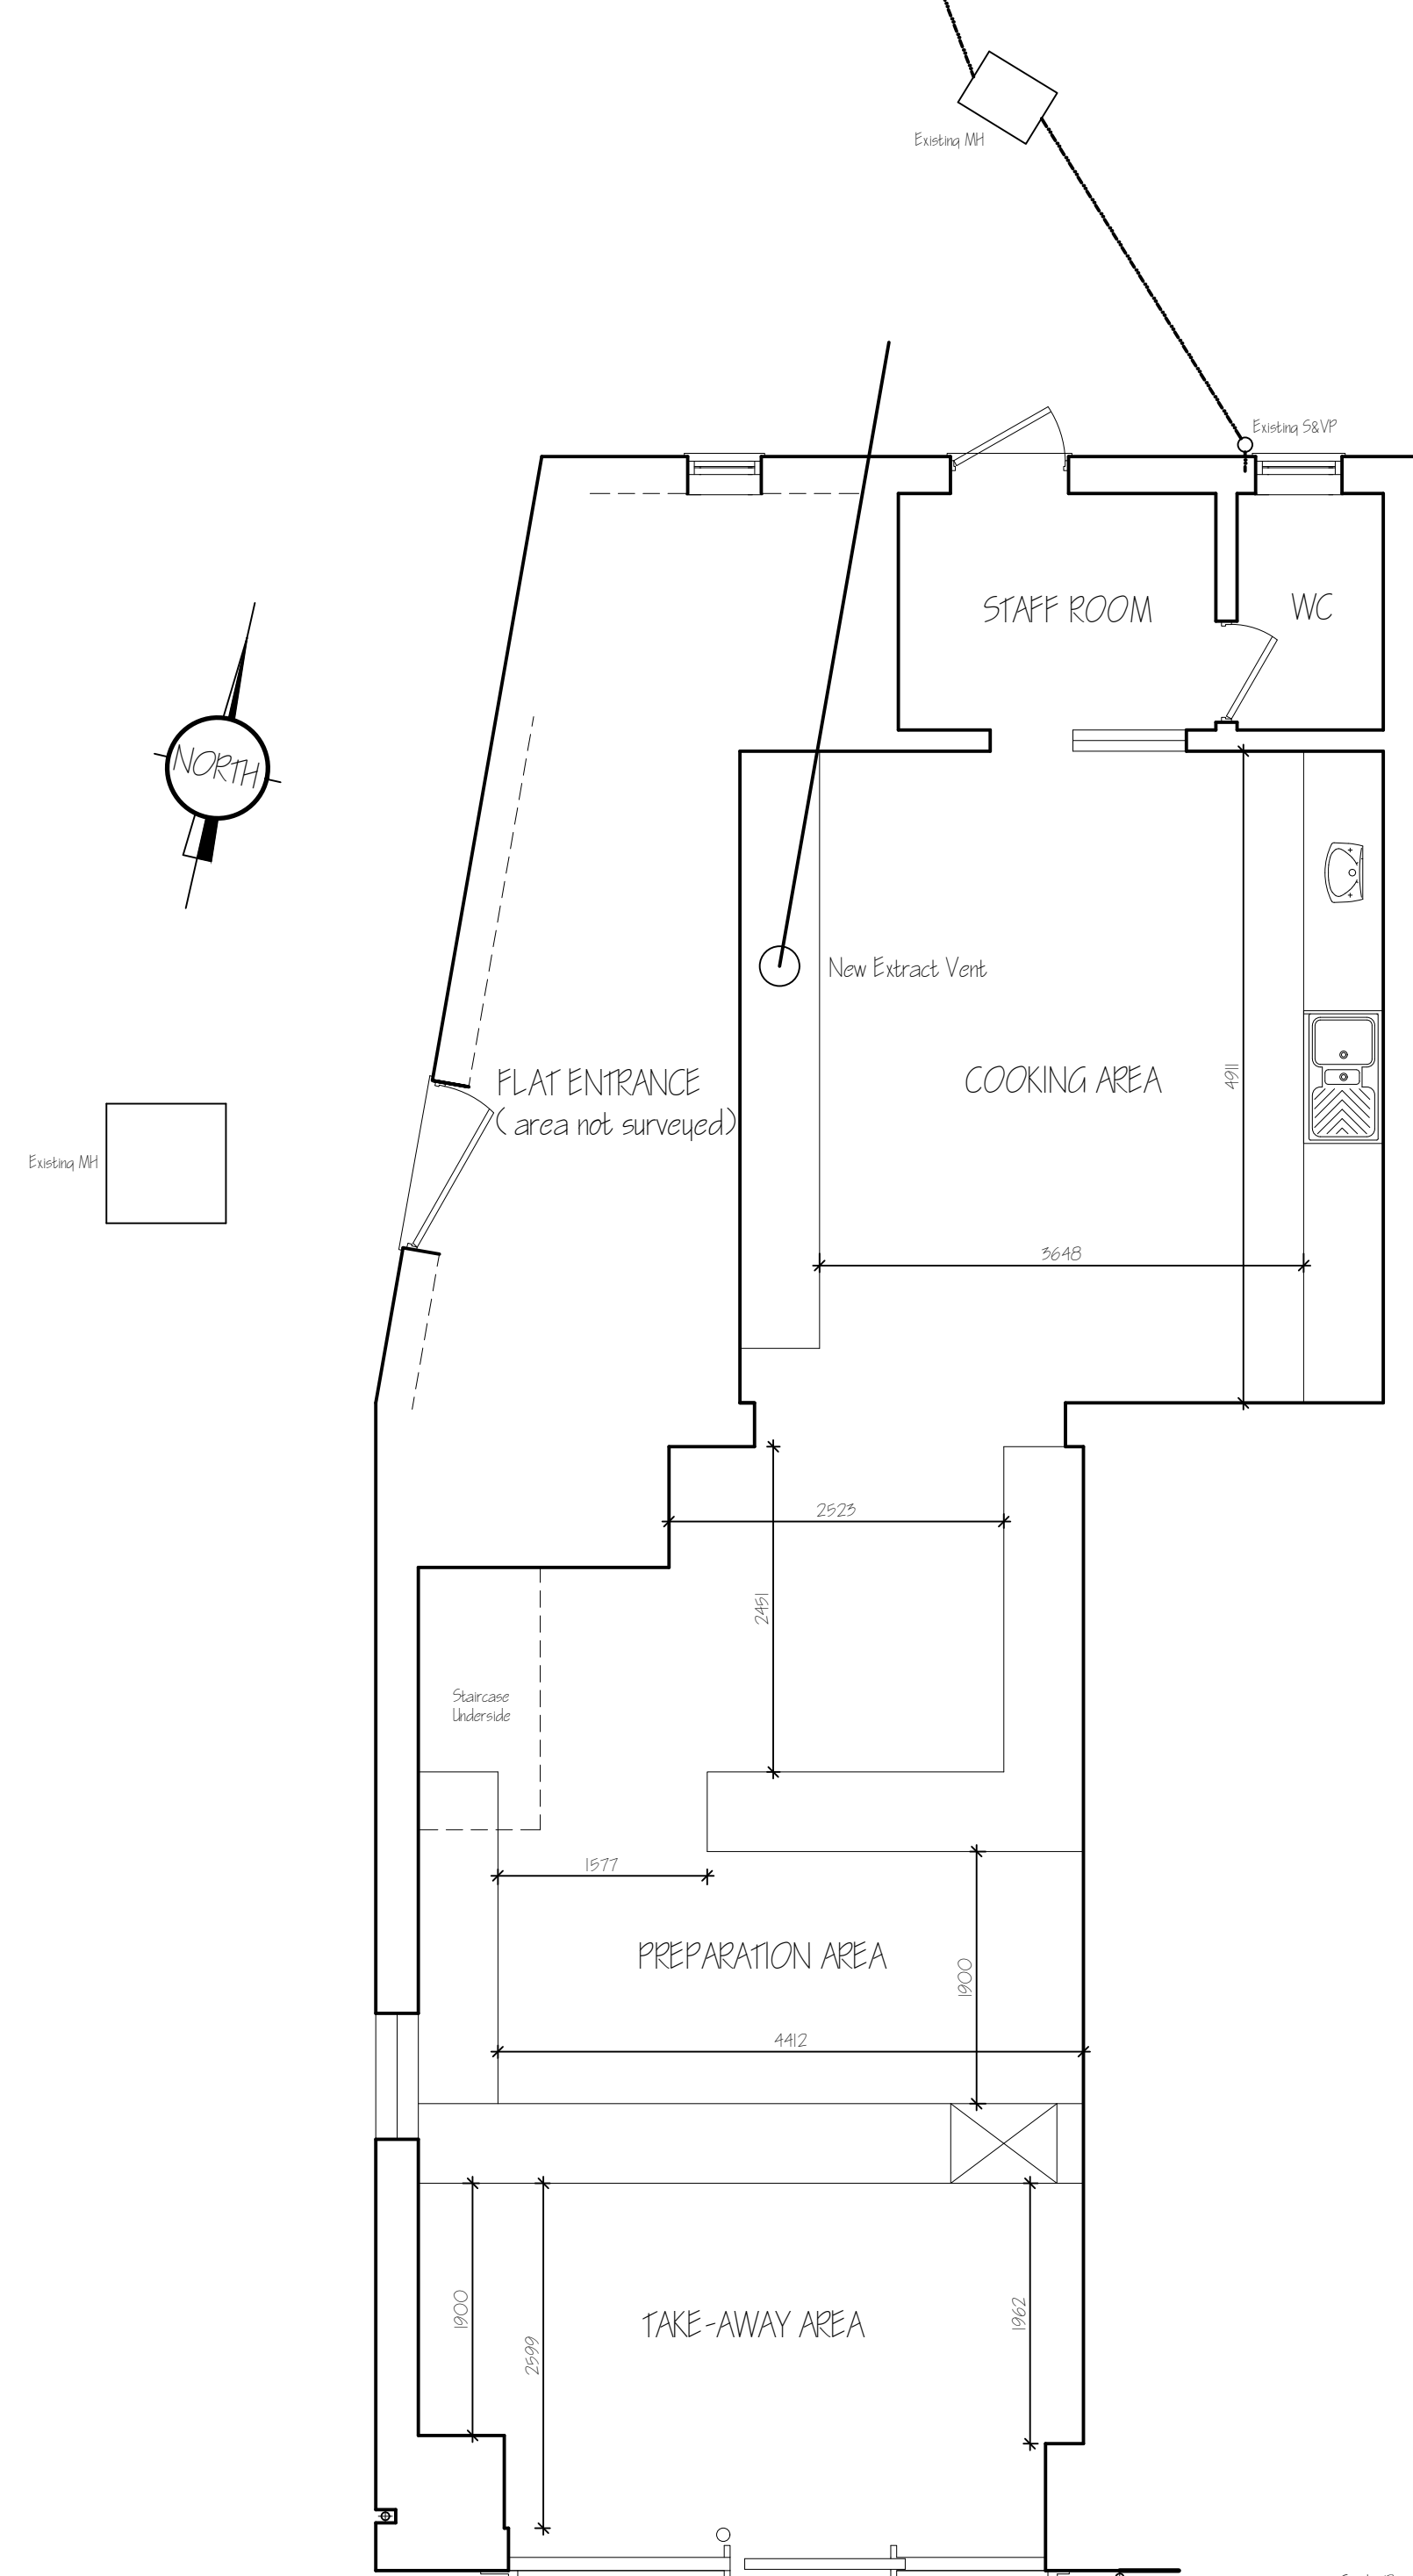 Existing MH
Existing S&VP
STAFF ROOM
WC
NORTH
New Extract Vent
FLAT ENTRANCE
( area not surveyed)
COOKING AREA
4911
Existing MH
3648
2523
2451
Staircase
Underside
1577
PREPARATION AREA
1900
4412
1900
2599
TAKE-AWAY AREA
1962